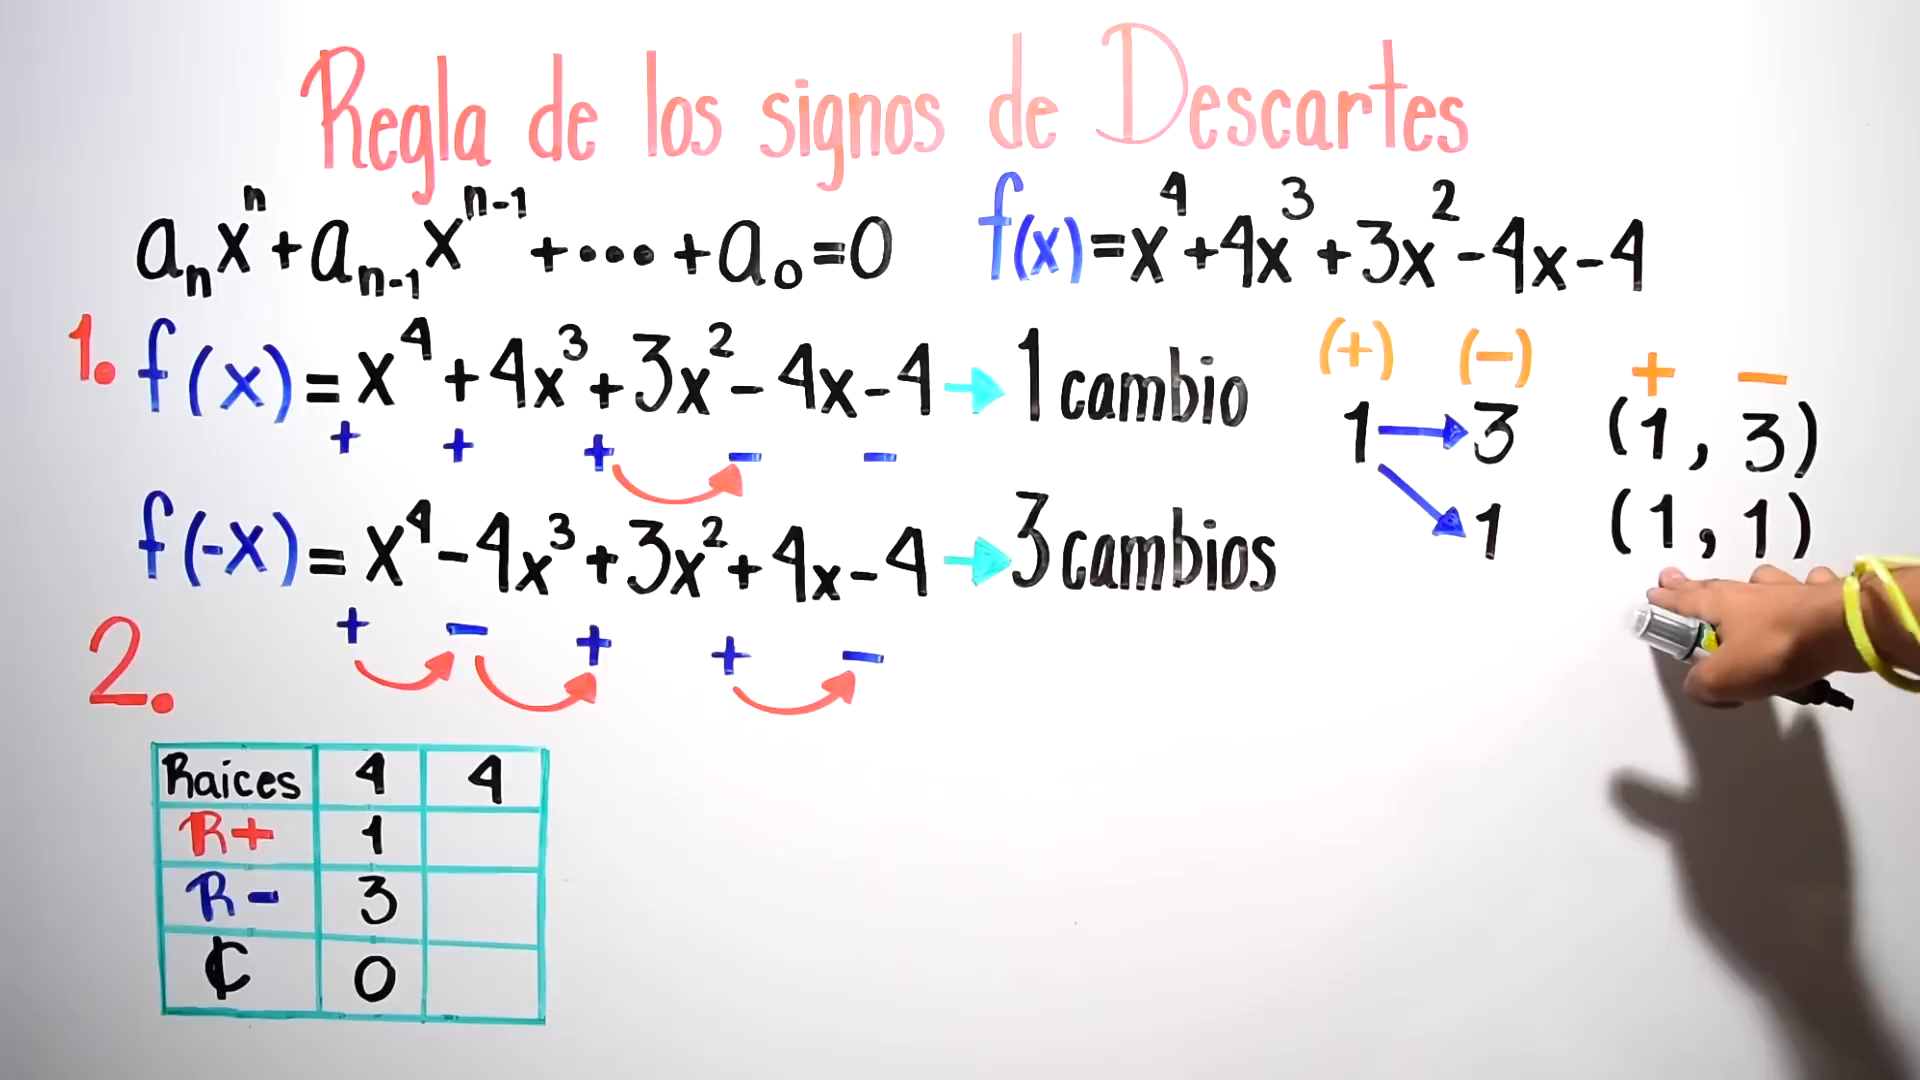 Regla de los signos de Descartes
aₙxⁿ+aₙ₋₁xⁿ⁻¹+•••+a₀=0
f(x)=x⁴+4x³+3x²-4x-4
1. f(x)=x⁴+4x³+3x²-4x-4→1 cambio
+ + + - -
f(-x)=x⁴-4x³+3x²+4x-4→3 cambios
2. + - + + -
(+) (-)
1→3
1
+ -
(1, 3)
(1, 1)
Raices 4 4
R+ 1
R- 3
ℂ 0